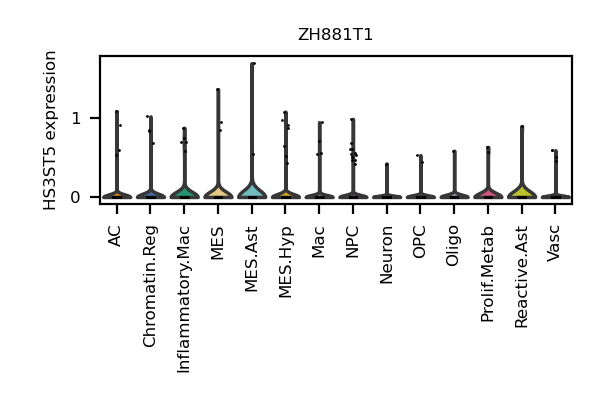 ZH881T1
HS3ST5 expression
1
0
AC
Chromatin.Reg
Inflammatory.Mac
MES
MES.Ast
MES.Hyp
Mac
NPC
Neuron
OPC
Oligo
Prolif.Metab
Reactive.Ast
Vasc